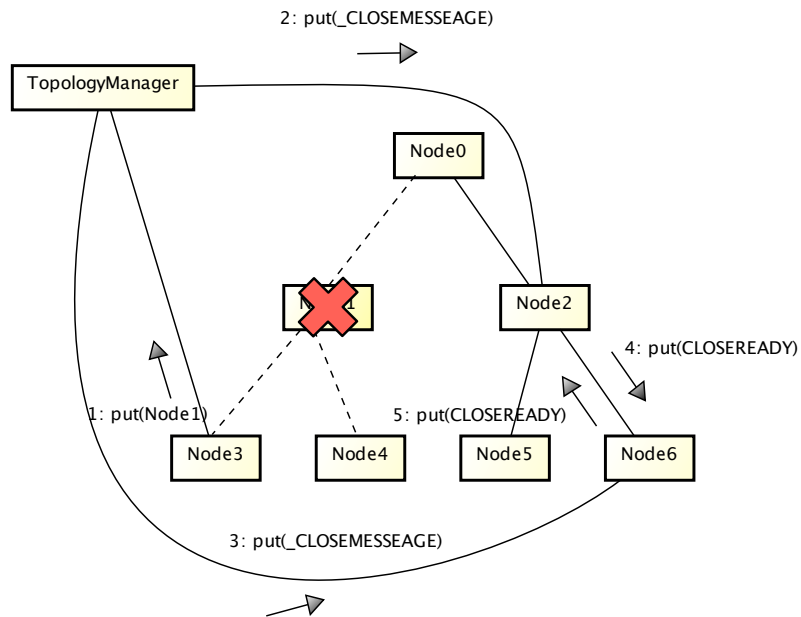 2: put(_CLOSEMESSEAGE)
TopologyManager
Node0
Node2
4: put(CLOSEREADY)
1: put(Node1)
5: put(CLOSEREADY)
Node3
Node4
Node5
Node6
3: put(_CLOSEMESSEAGE)